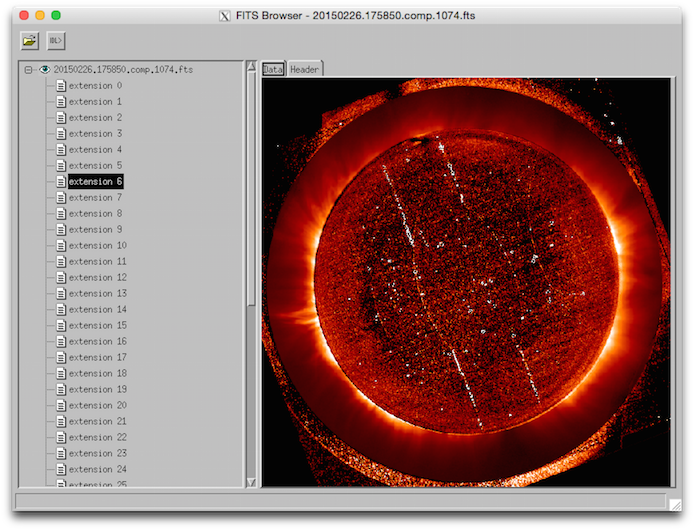 FITS Browser - 20150226.175850.comp.1074.fts
IDL>
20150226.175850.comp.1074.fts
extension 0
extension 1
extension 2
extension 3
extension 4
extension 5
extension 6
extension 7
extension 8
extension 9
extension 10
extension 11
extension 12
extension 13
extension 14
extension 15
extension 16
extension 17
extension 18
extension 19
extension 20
extension 21
extension 22
extension 23
extension 24
extension 25
Data
Header